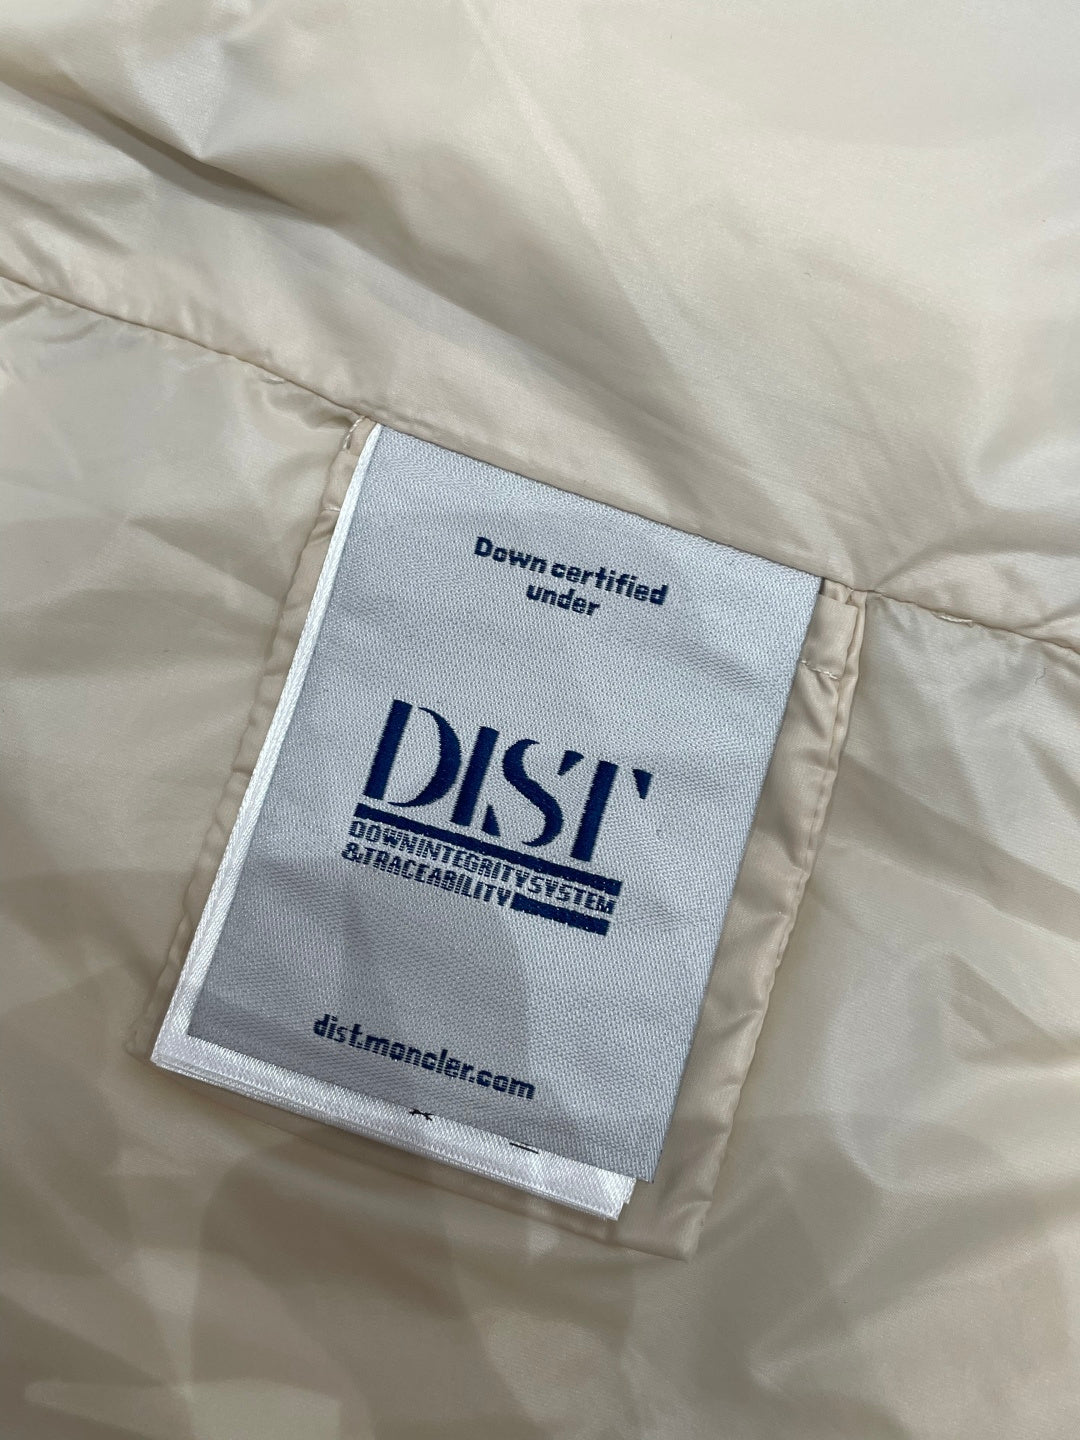 Down certified
under
DIST
DOWNINTEGRITYSYSTEM
&TRACEABILITY
dist.moncler.com